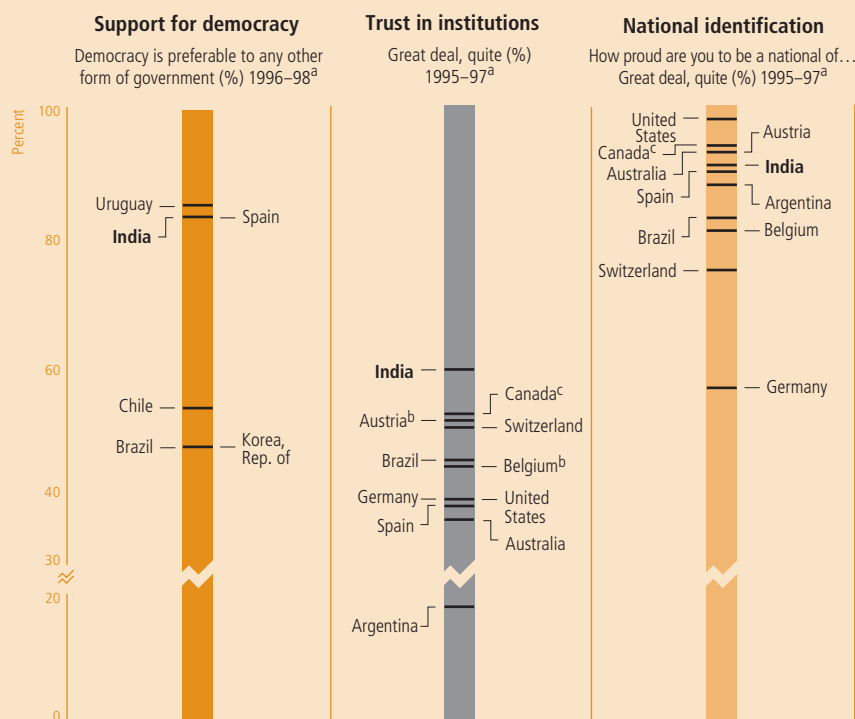 Support for democracy
Democracy is preferable to any other
form of government (%) 1996–98a
Percent
100
80
60
40
30
20
0
Uruguay
India
Spain
Chile
Brazil
Korea,
Rep. of
Trust in institutions
Great deal, quite (%)
1995–97a
India
Canadac
Austriab
Switzerland
Brazil
Belgiumb
Germany
United
States
Spain
Australia
Argentina
National identification
How proud are you to be a national of…
Great deal, quite (%) 1995–97a
United
States
Austria
Canadac
Australia
India
Spain
Argentina
Brazil
Belgium
Switzerland
Germany